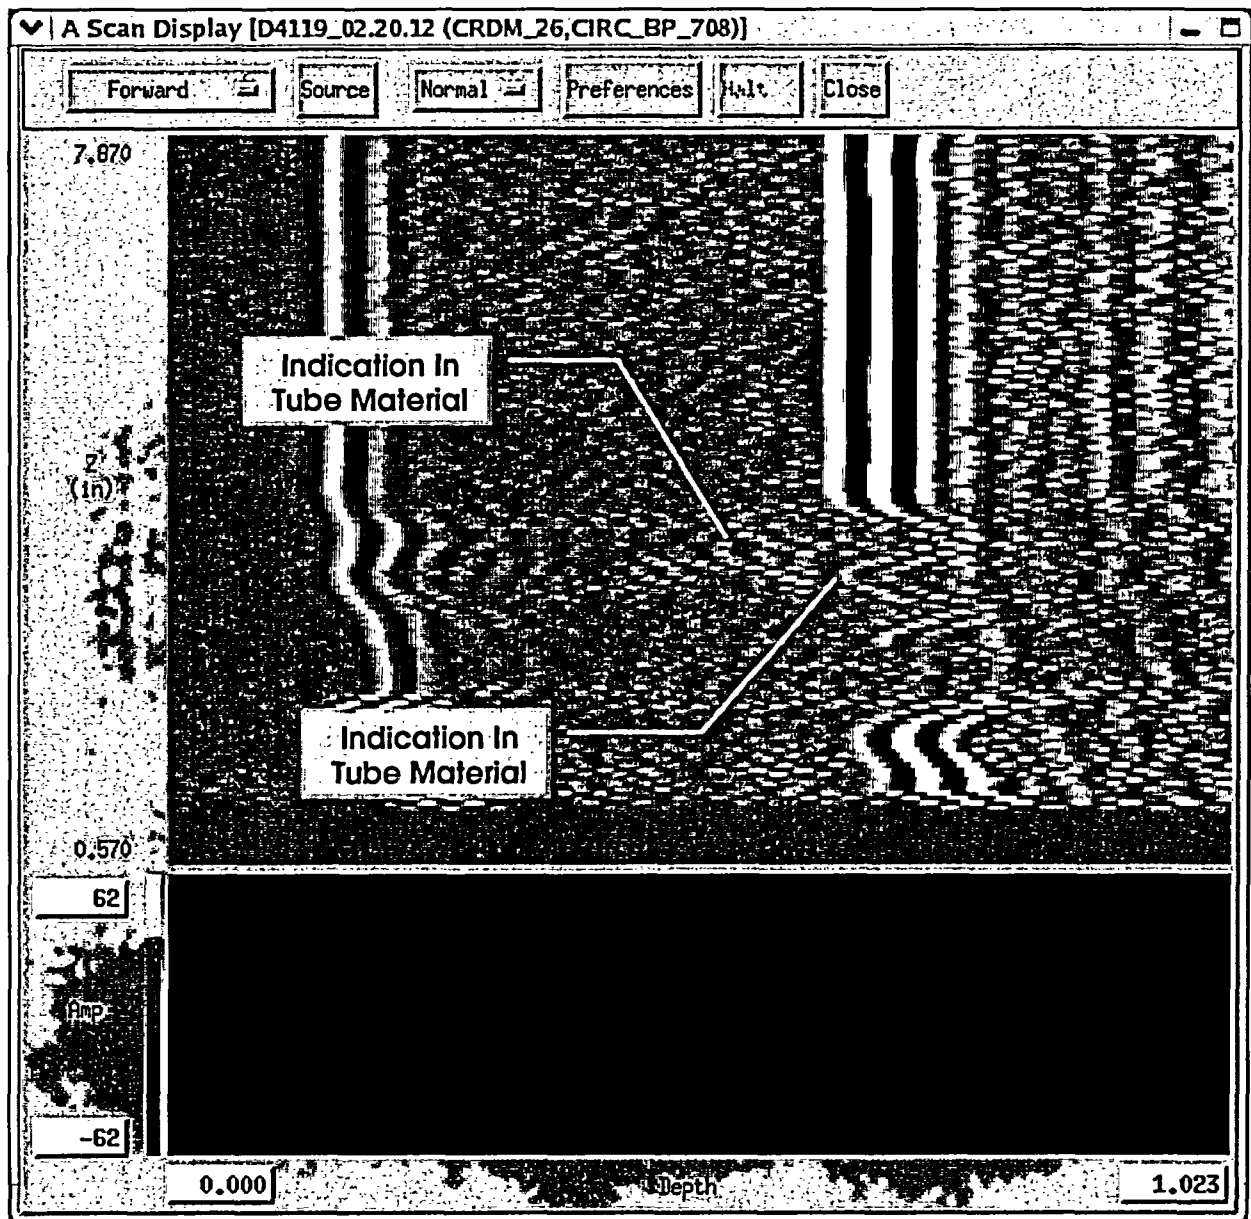 A Scan Display [D4119_02.20.12 (CRDM_26,CIRC_BP_708)]
Forward Source Normal Preferences Halt Close
7.870
Indication In
Tube Material
Z
(in)
Indication In
Tube Material
0.570
62
Amp
-62
0.000 Depth 1.023